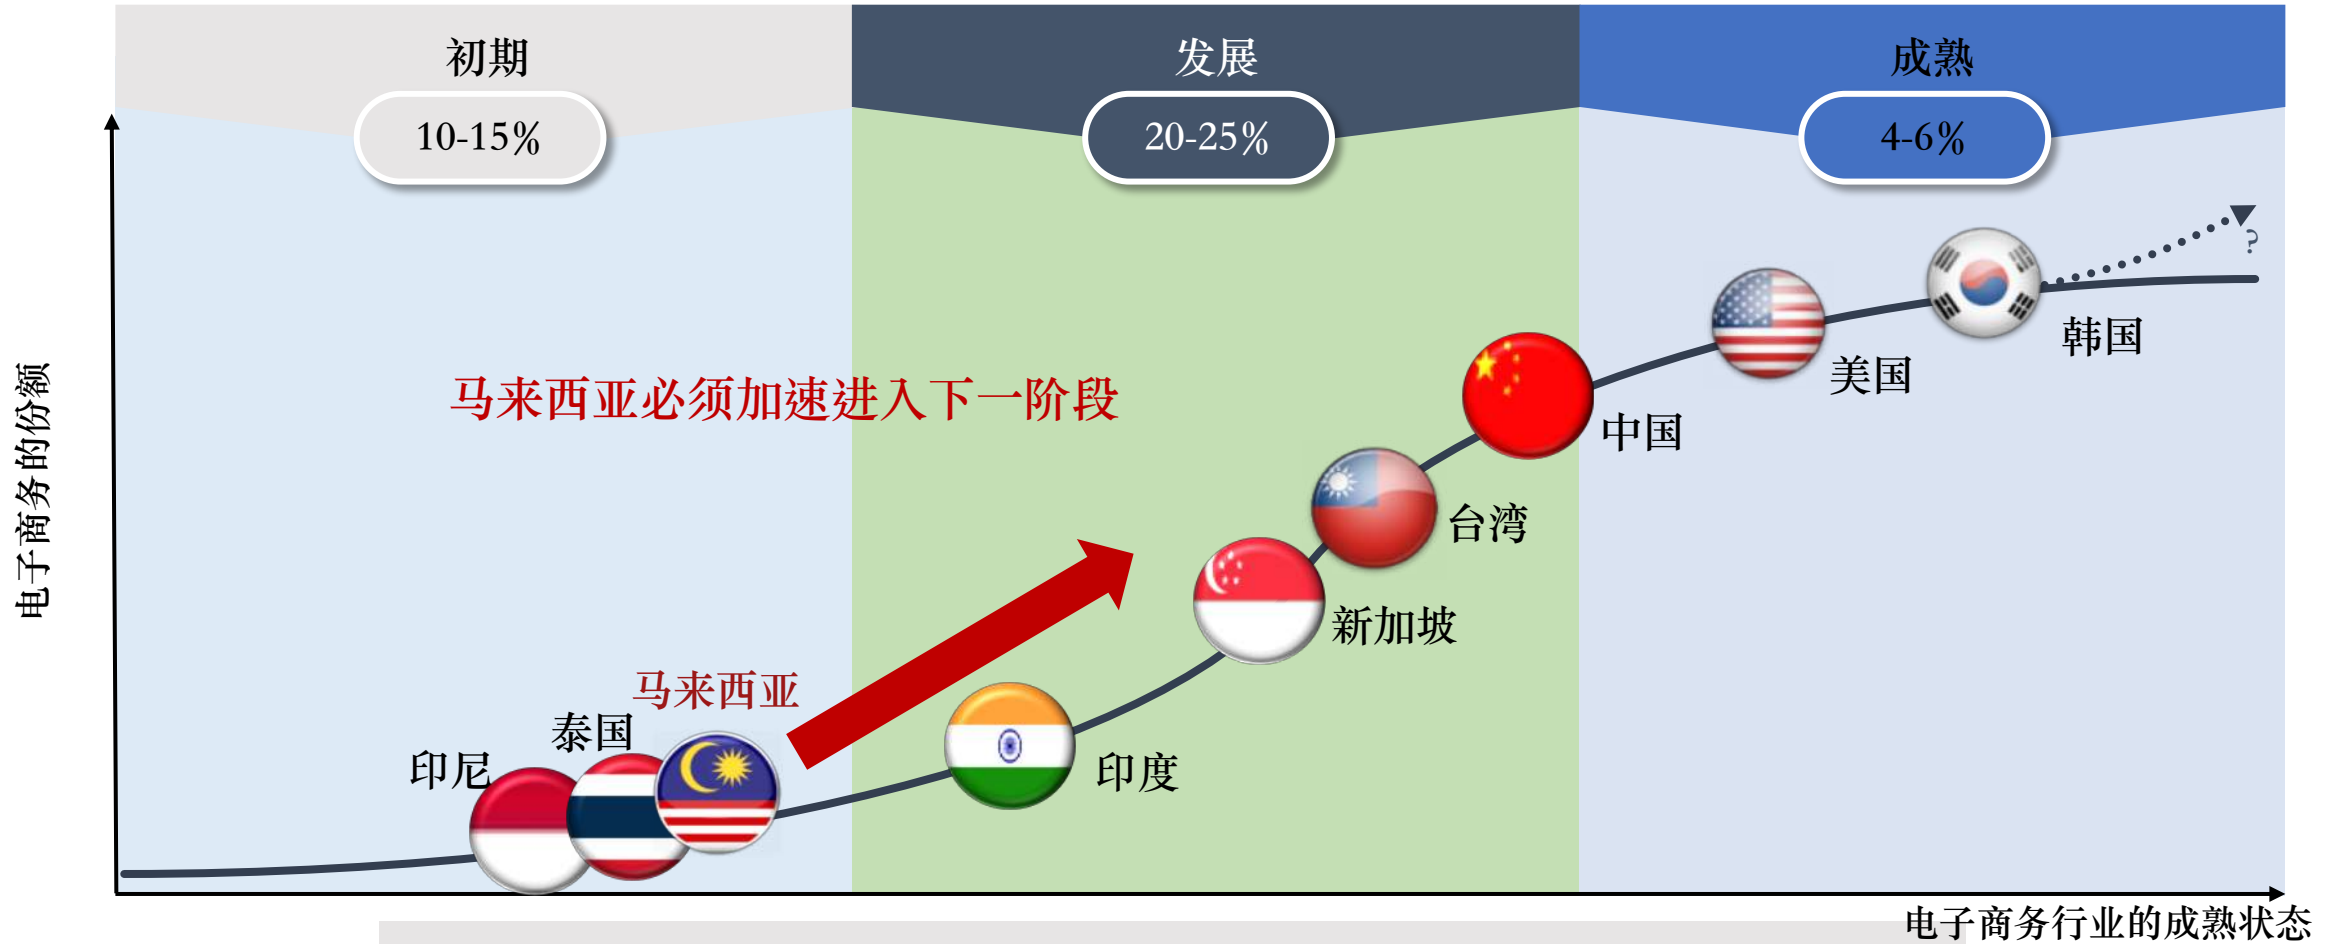 初期
发展
成熟
10-15%
20-25%
4-6%
?
韩国
美国
马来西亚必须加速进入下一阶段
中国
电子商务的份额
台湾
新加坡
马来西亚
泰国
印尼
印度
电子商务行业的成熟状态